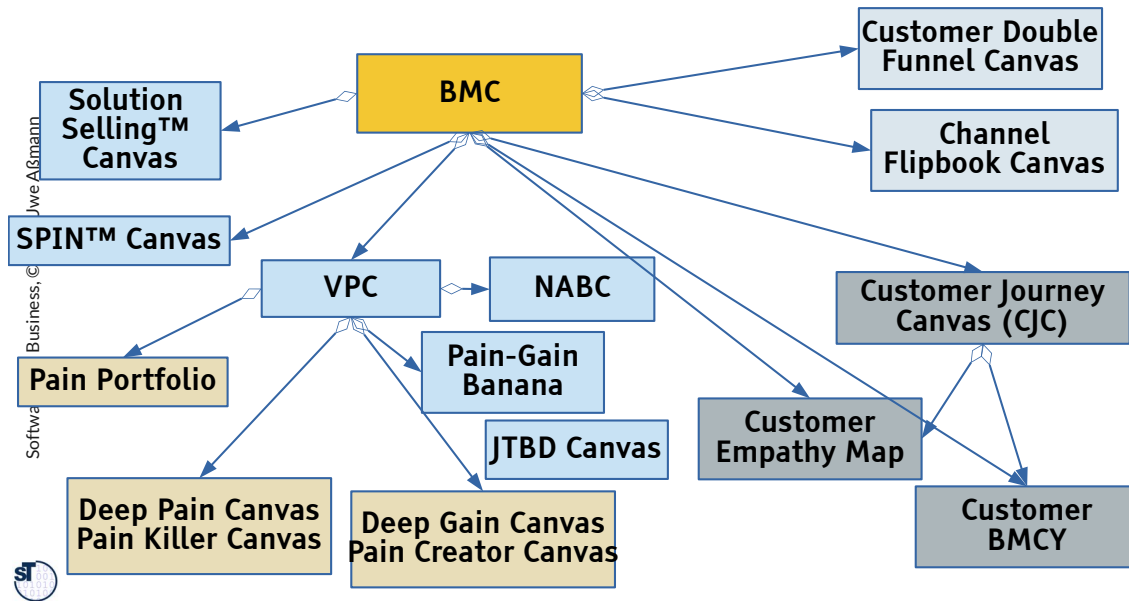 Customer Double
Funnel Canvas
BMC
Solution
Selling™
Canvas
Channel
Flipbook Canvas
SPIN™ Canvas
VPC
NABC
Customer Journey
Canvas (CJC)
Pain-Gain
Banana
Pain Portfolio
Customer
Empathy Map
JTBD Canvas
Deep Pain Canvas
Pain Killer Canvas
Deep Gain Canvas
Pain Creator Canvas
Customer
BMCY
Business, © Uwe Aßmann
ST